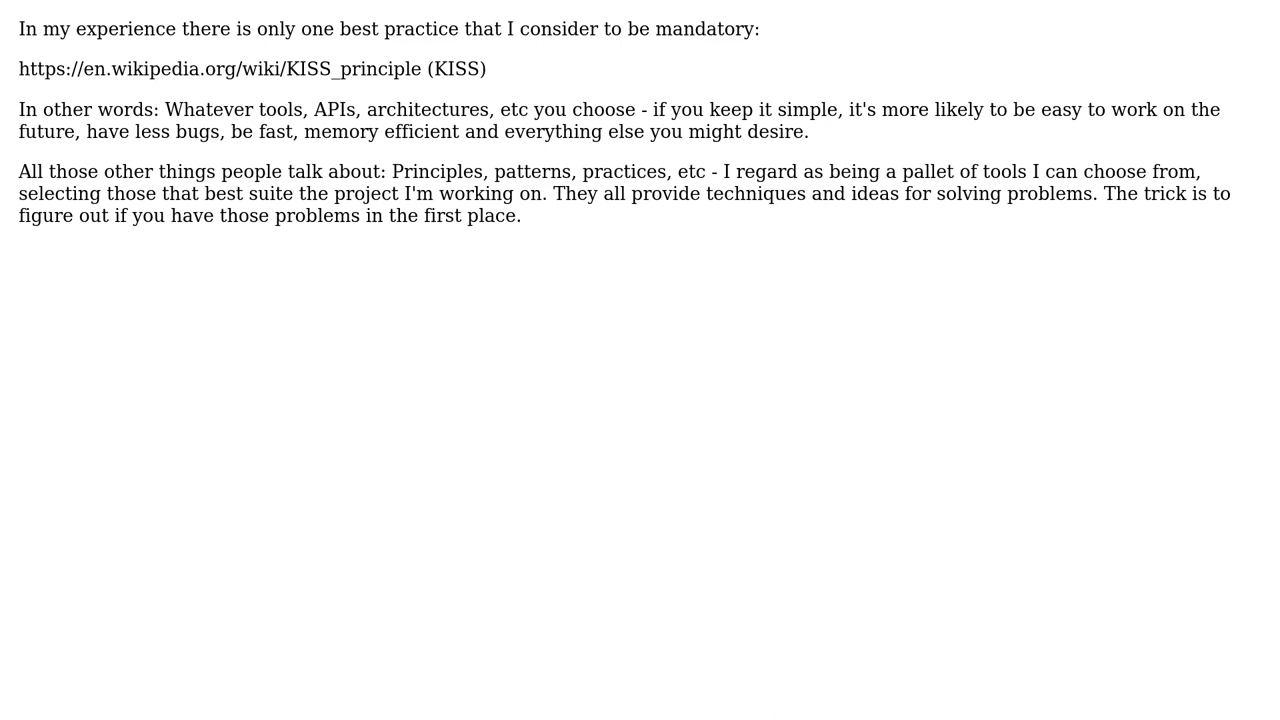 In my experience there is only one best practice that I consider to be mandatory:
https://en.wikipedia.org/wiki/KISS_principle (KISS)
In other words: Whatever tools, APIs, architectures, etc you choose - if you keep it simple, it's more likely to be easy to work on the
future, have less bugs, be fast, memory efficient and everything else you might desire.
All those other things people talk about: Principles, patterns, practices, etc - I regard as being a pallet of tools I can choose from,
selecting those that best suite the project I'm working on. They all provide techniques and ideas for solving problems. The trick is to
figure out if you have those problems in the first place.